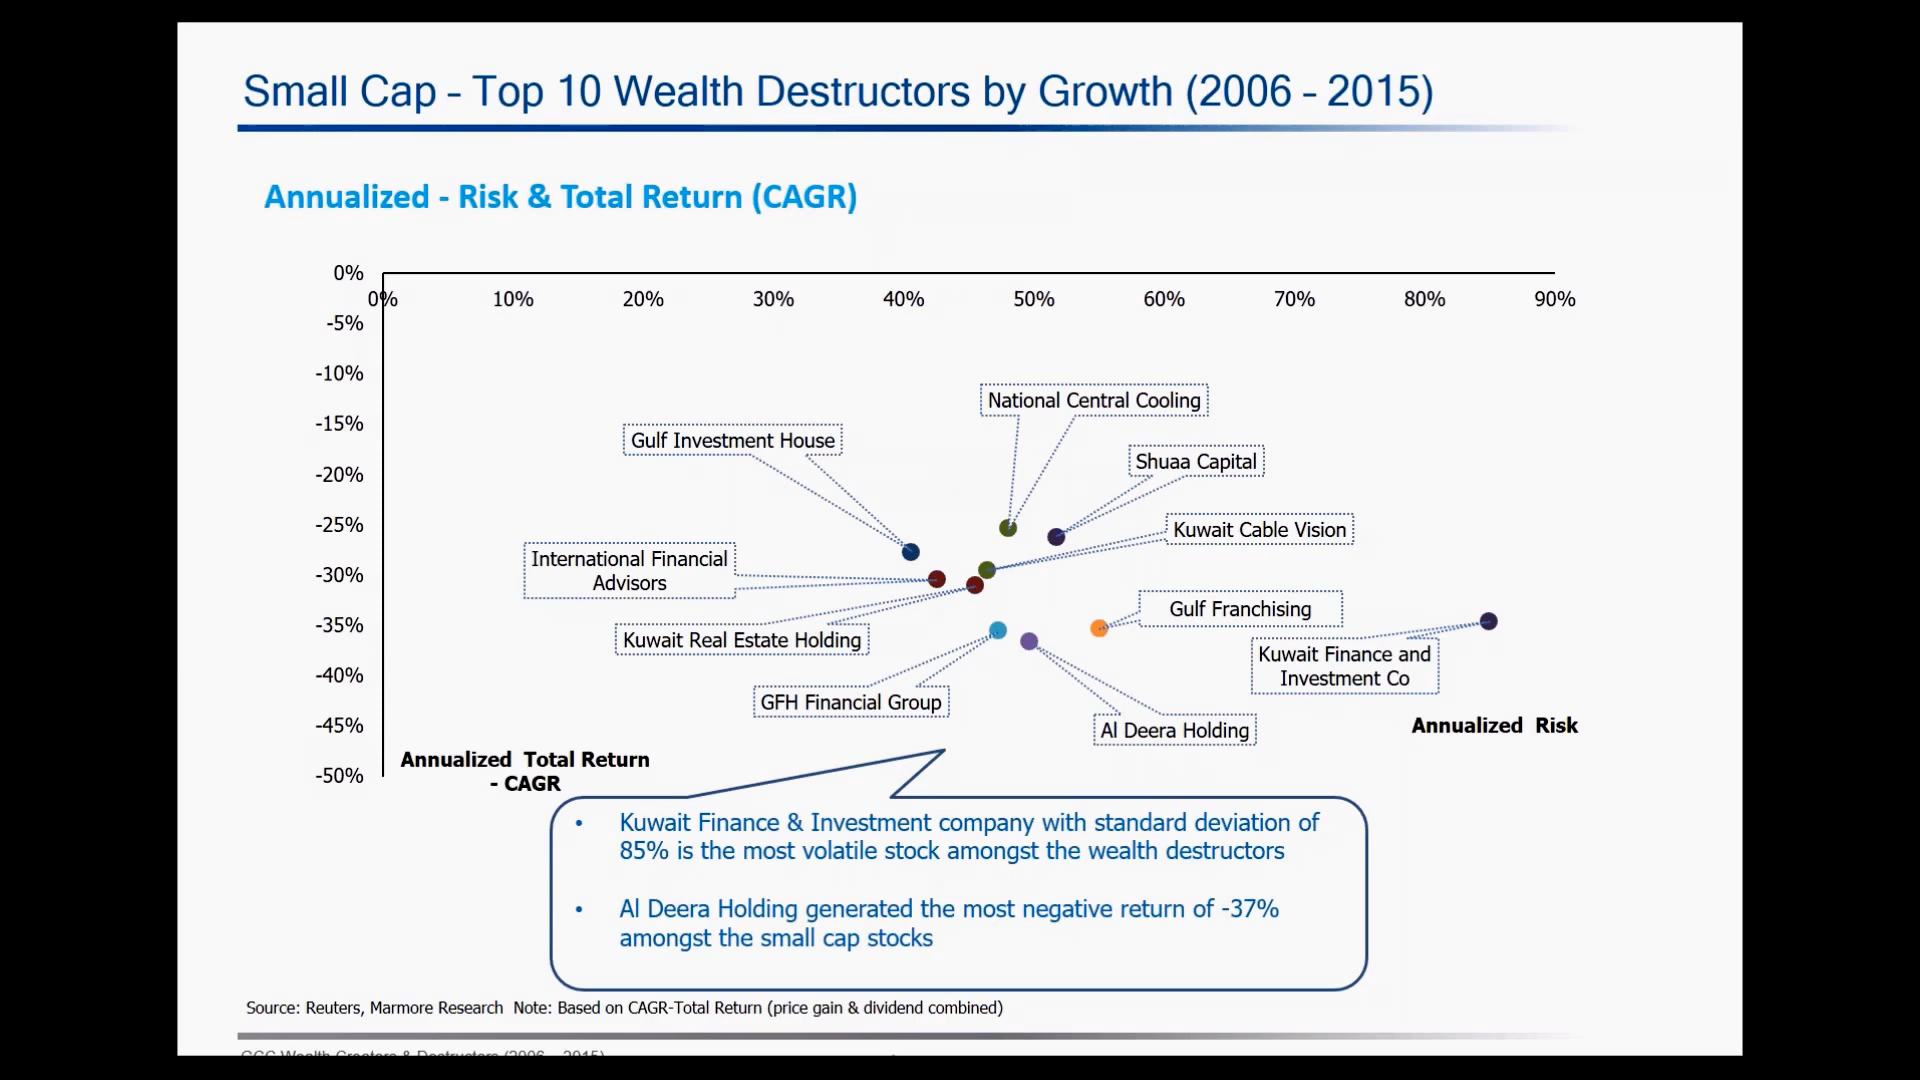 Small Cap – Top 10 Wealth Destructors by Growth (2006 – 2015)
Annualized - Risk & Total Return (CAGR)
0%
0% 10% 20% 30% 40% 50% 60% 70% 80% 90%
-5%
-10%
-15%
-20%
-25%
-30%
-35%
-40%
-45%
-50%
National Central Cooling
Gulf Investment House
Shuaa Capital
Kuwait Cable Vision
International Financial
Advisors
Gulf Franchising
Kuwait Real Estate Holding
Kuwait Finance and
Investment Co
GFH Financial Group
Al Deera Holding
Annualized Risk
Annualized Total Return
- CAGR
• Kuwait Finance & Investment company with standard deviation of
85% is the most volatile stock amongst the wealth destructors
• Al Deera Holding generated the most negative return of -37%
amongst the small cap stocks
Source: Reuters, Marmore Research Note: Based on CAGR-Total Return (price gain & dividend combined)
GCC Wealth Creators & Destructors (2006 – 2015)